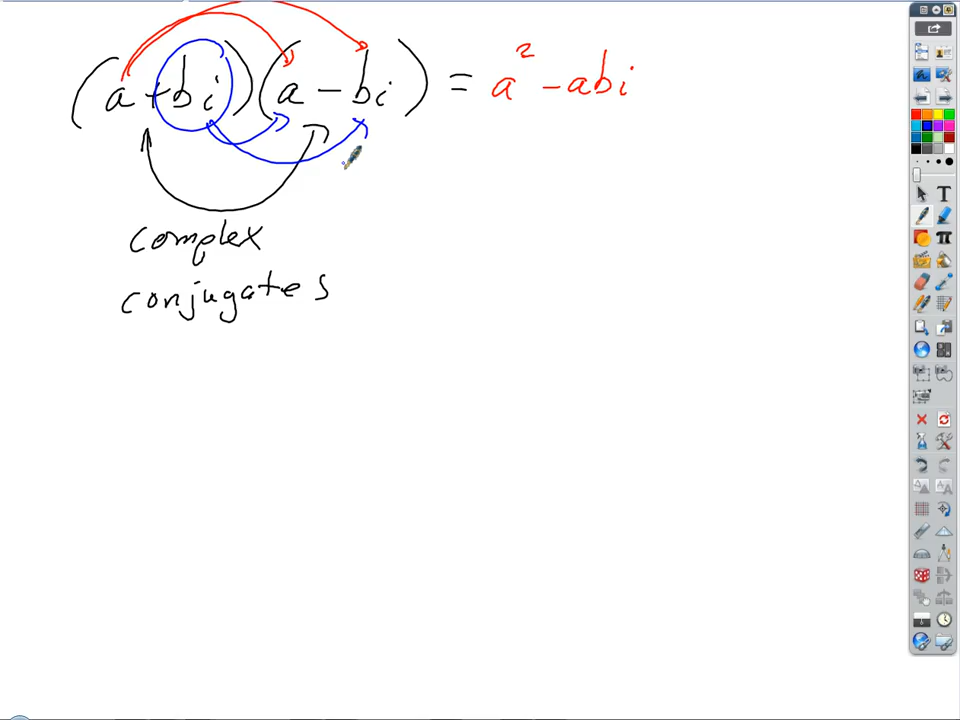 (a+bi)(a-bi) = a² - abi
complex
conjugates